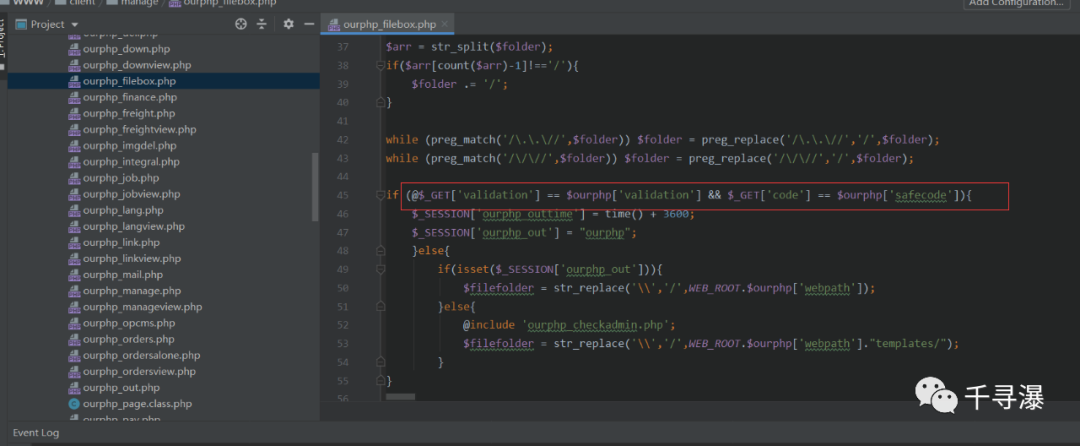 WWW
client
manage
ourphp_filebox.php
Add Configuration...
Project
ourphp_filebox.php
ourphp_down.php
ourphp_downview.php
ourphp_filebox.php
ourphp_finance.php
ourphp_freight.php
ourphp_freightview.php
ourphp_imgdel.php
ourphp_integral.php
ourphp_job.php
ourphp_jobview.php
ourphp_lang.php
ourphp_langview.php
ourphp_link.php
ourphp_linkview.php
ourphp_mail.php
ourphp_manage.php
ourphp_manageview.php
ourphp_opcms.php
ourphp_orders.php
ourphp_ordersalone.php
ourphp_ordersview.php
ourphp_out.php
ourphp_page.class.php
ourphp_pay.php
37 $arr = str_split($folder);
38 if($arr[count($arr)-1]!=='/'){
39 $folder .= '/';
40 }
41
42 while (preg_match('/\.\.\//',$folder)) $folder = preg_replace('/\.\.\//','/',$folder);
43 while (preg_match('/\/\//',$folder)) $folder = preg_replace('/\/\//','/',$folder);
44
45 if (@$_GET['validation'] == $ourphp['validation'] && $_GET['code'] == $ourphp['safecode']){
46 $_SESSION['ourphp_outtime'] = time() + 3600;
47 $_SESSION['ourphp_out'] = "ourphp";
48 }else{
49 if(isset($_SESSION['ourphp_out'])){
50 $filefolder = str_replace('\\','/',WEB_ROOT.$ourphp['webpath']);
51 }else{
52 @include 'ourphp_checkadmin.php';
53 $filefolder = str_replace('\\','/',WEB_ROOT.$ourphp['webpath']."templates/");
54 }
55 }
56
千寻瀑
Event Log